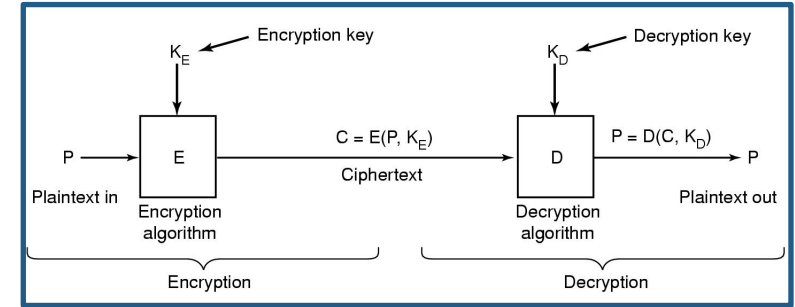 Encryption key
Decryption key
K_E
K_D
C = E(P, K_E)
P = D(C, K_D)
P
E
D
P
Ciphertext
Plaintext in
Plaintext out
Encryption
algorithm
Decryption
algorithm
Encryption
Decryption